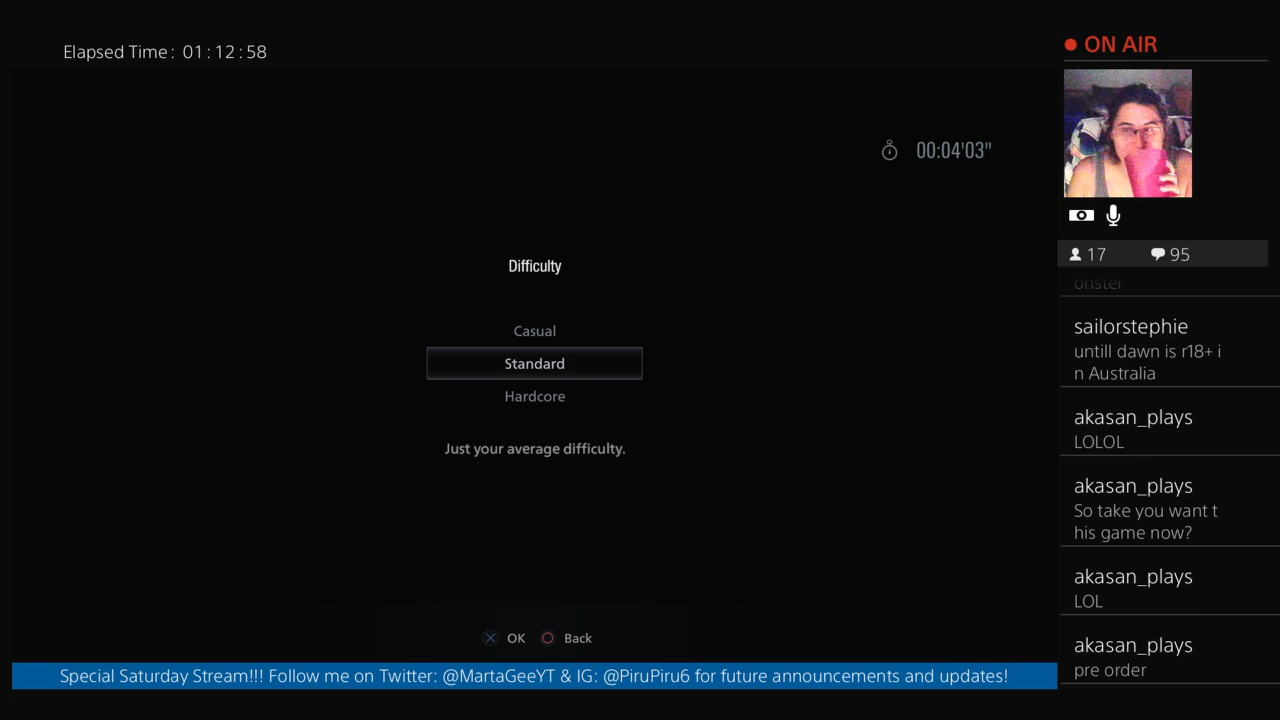 Elapsed Time: 01:12:58
ON AIR
00:04'03"
17 95
onster
Difficulty
Casual
Standard
Hardcore
Just your average difficulty.
sailorstephie
untill dawn is r18+ i
n Australia
akasan_plays
LOLOL
akasan_plays
So take you want t
his game now?
akasan_plays
LOL
akasan_plays
pre order
OK Back
Special Saturday Stream!!! Follow me on Twitter: @MartaGeeYT & IG: @PiruPiru6 for future announcements and updates!